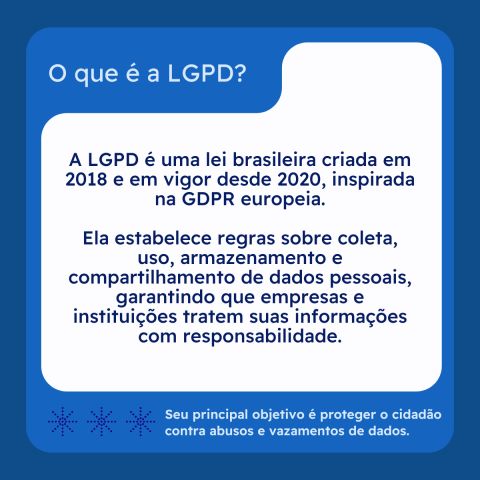 O que é a LGPD?
A LGPD é uma lei brasileira criada em
2018 e em vigor desde 2020, inspirada
na GDPR europeia.
Ela estabelece regras sobre coleta,
uso, armazenamento e
compartilhamento de dados pessoais,
garantindo que empresas e
instituições tratem suas informações
com responsabilidade.
Seu principal objetivo é proteger o cidadão
contra abusos e vazamentos de dados.